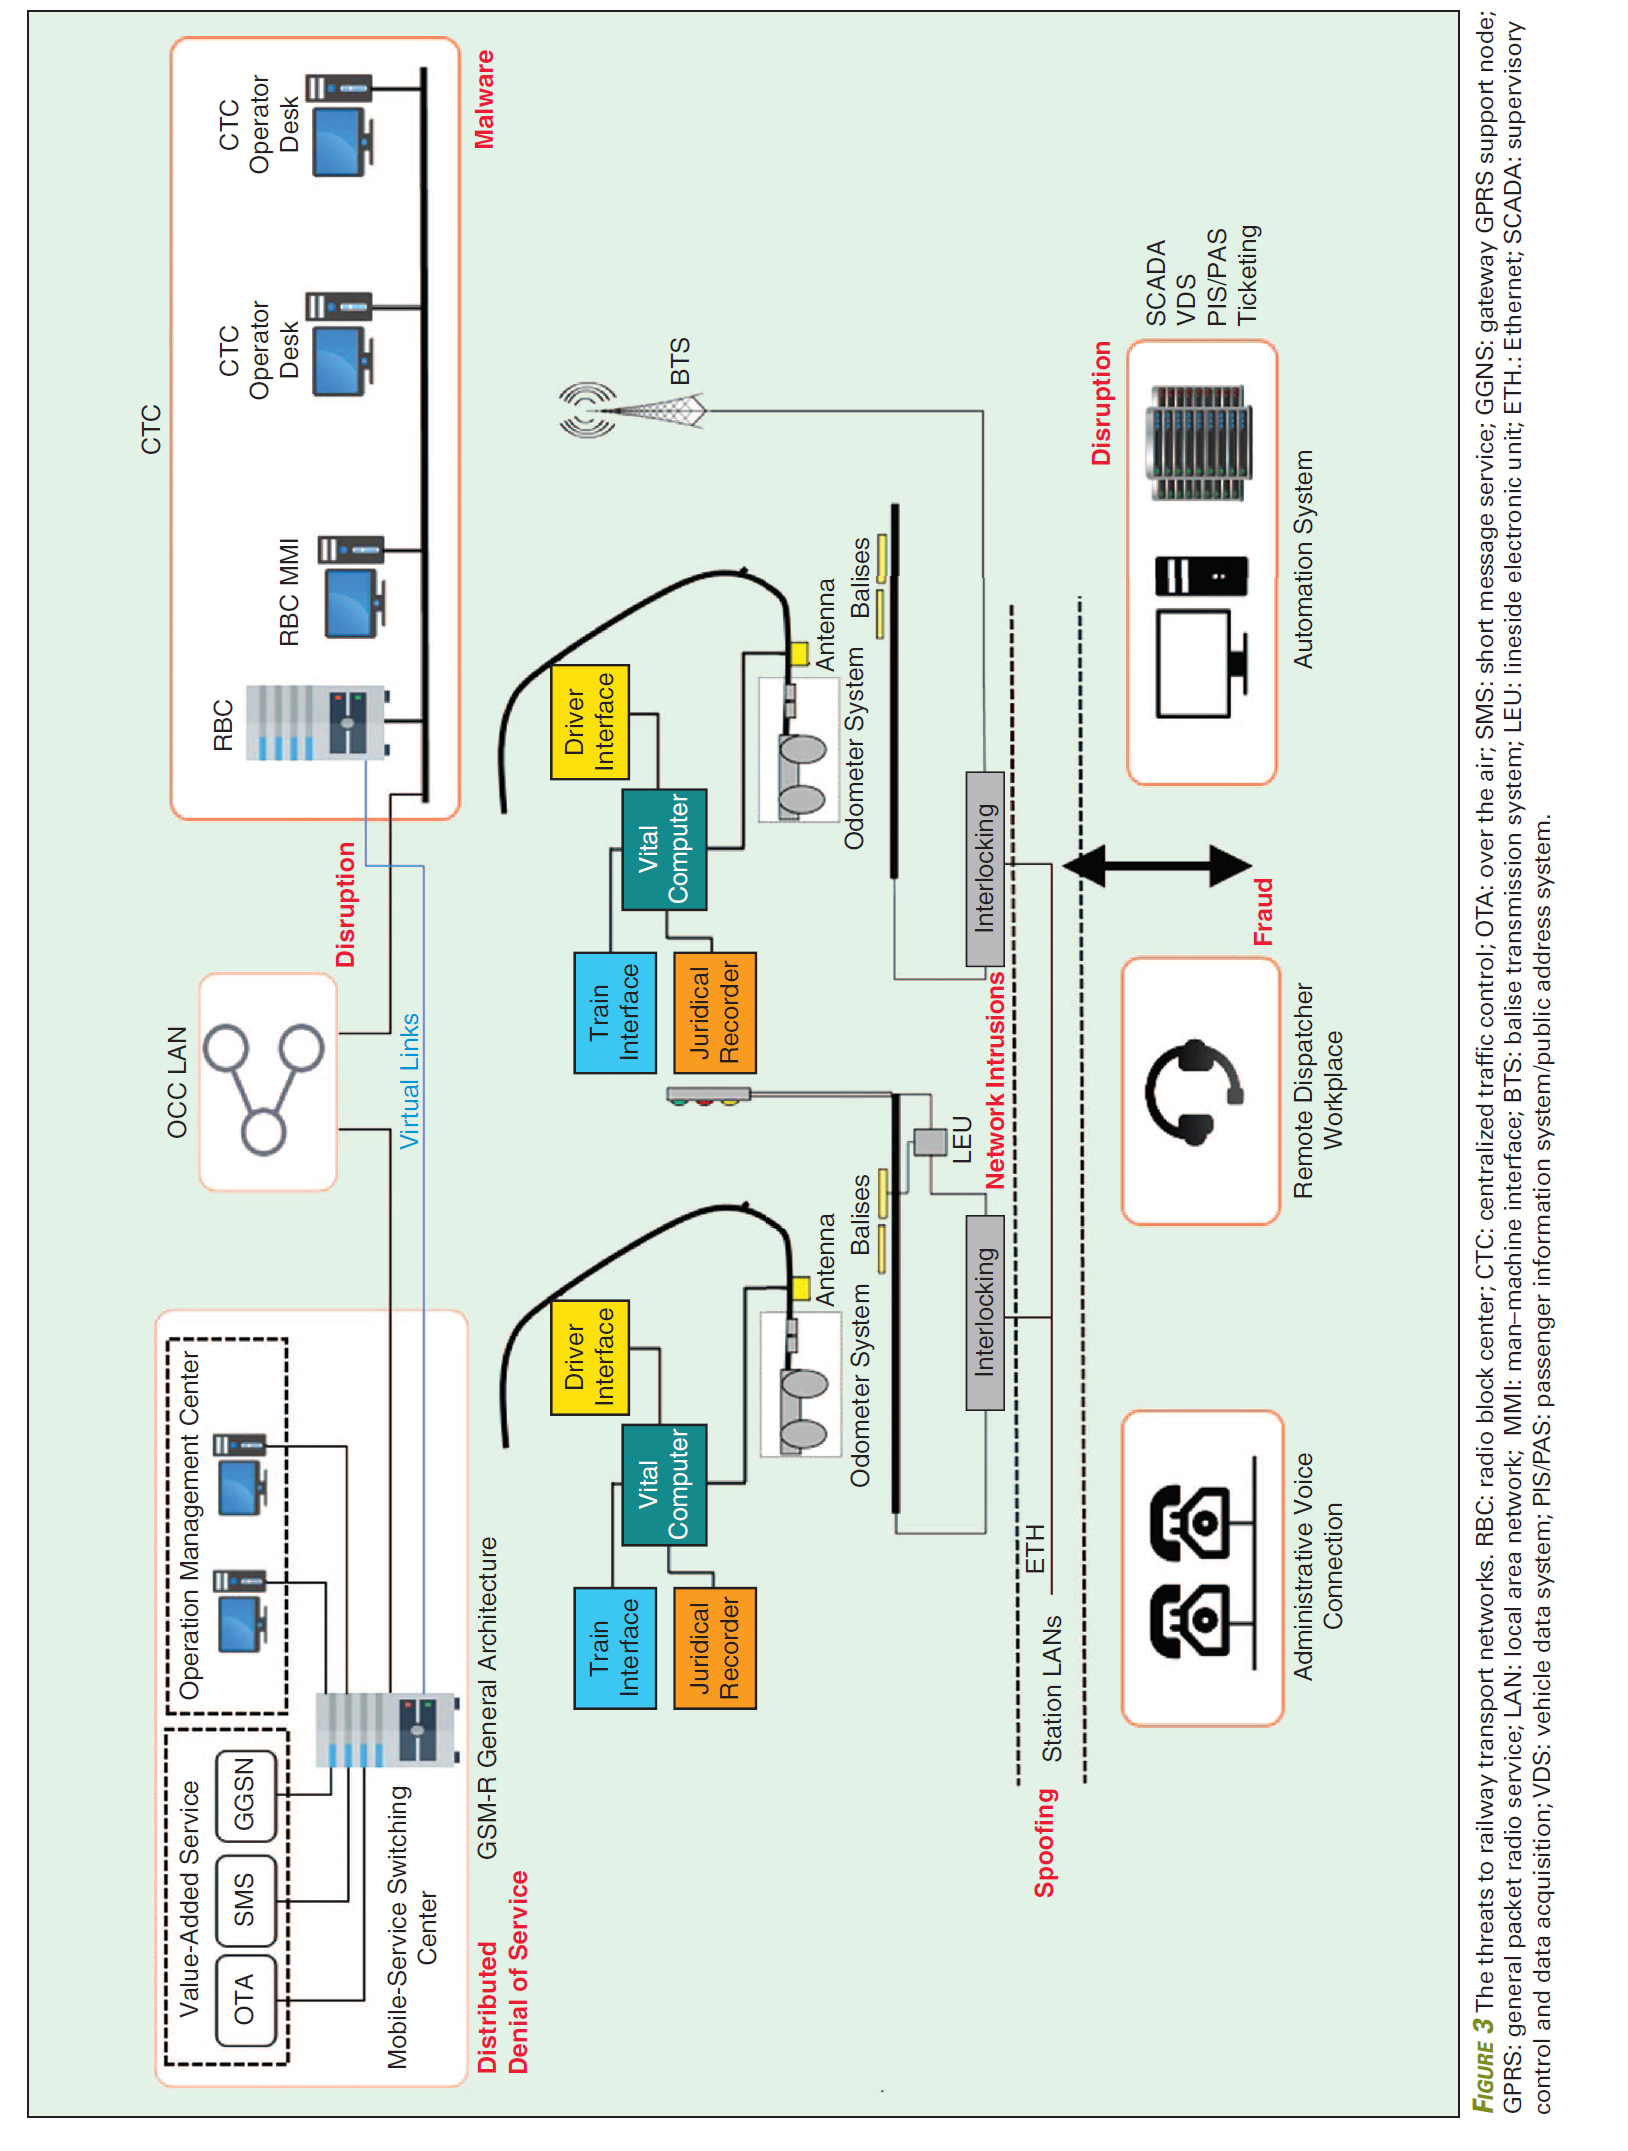 CTC
OCC LAN
RBC
RBC MMI
CTC
Operator
Desk
CTC
Operator
Desk
Value-Added Service
OTA
SMS
GGSN
Operation Management Center
Mobile-Service Switching
Center
Disruption
Virtual Links
Malware
GSM-R General Architecture
Distributed
Denial of Service
Train
Interface
Juridical
Recorder
Vital
Computer
Driver
Interface
Odometer System
Antenna
Balises
LEU
Train
Interface
Juridical
Recorder
Vital
Computer
Driver
Interface
Odometer System
Antenna
Balises
BTS
Interlocking
Network Intrusions
Interlocking
Spoofing
Station LANs
ETH
Disruption
SCADA
VDS
PIS/PAS
Ticketing
Fraud
Administrative Voice
Connection
Remote Dispatcher
Workplace
Automation System
FIGURE 3 The threats to railway transport networks. RBC: radio block center; CTC: centralized traffic control; OTA: over the air; SMS: short message service; GGNS: gateway GPRS support node;
GPRS: general packet radio service; LAN: local area network; MMI: man–machine interface; BTS: balise transmission system; LEU: lineside electronic unit; ETH.: Ethernet; SCADA: supervisory
control and data acquisition; VDS: vehicle data system; PIS/PAS: passenger information system/public address system.